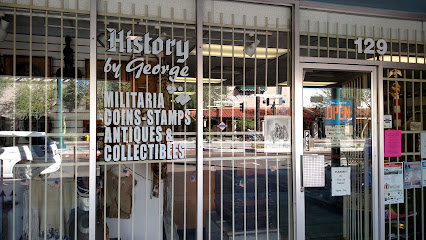 History
by George
MILITARIA
COINS-STAMPS
ANTIQUES &
COLLECTIBLES
129
OPEN